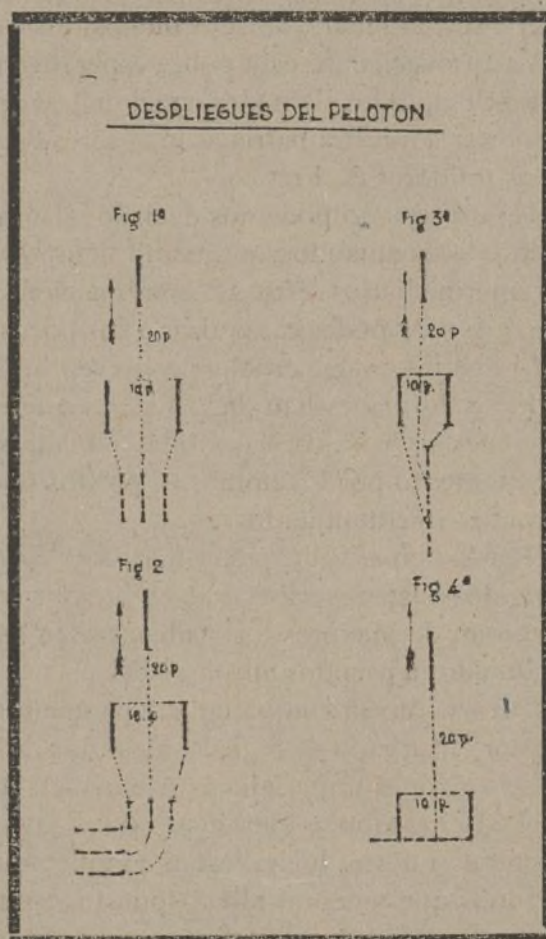 DESPLIEGUES DEL PELOTON
Fig 1ª
20 p
10 p.
Fig 3ª
20 p
10 p.
Fig 2
20 p.
10 p
Fig 4ª
20 p.
10 p.